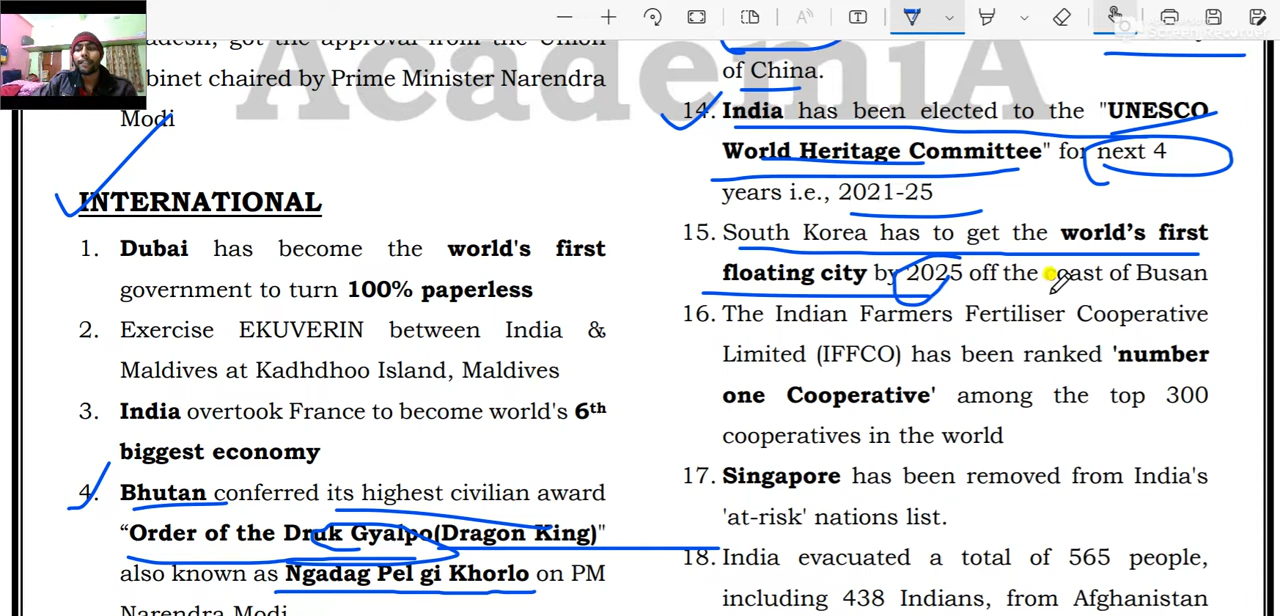 adesh, got the approval from the Union
binet chaired by Prime Minister Narendra
Modi
INTERNATIONAL
1. Dubai has become the world's first
government to turn 100% paperless
2. Exercise EKUVERIN between India &
Maldives at Kadhdhoo Island, Maldives
3. India overtook France to become world's 6th
biggest economy
4. Bhutan conferred its highest civilian award
“Order of the Druk Gyalpo(Dragon King)"
also known as Ngadag Pel gi Khorlo on PM
Narendra Modi
of China.
14. India has been elected to the "UNESCO
World Heritage Committee" for next 4
years i.e., 2021-25
15. South Korea has to get the world’s first
floating city by 2025 off the coast of Busan
16. The Indian Farmers Fertiliser Cooperative
Limited (IFFCO) has been ranked 'number
one Cooperative' among the top 300
cooperatives in the world
17. Singapore has been removed from India's
'at-risk' nations list.
18. India evacuated a total of 565 people,
including 438 Indians, from Afghanistan
AcademiA
Screen Recorder